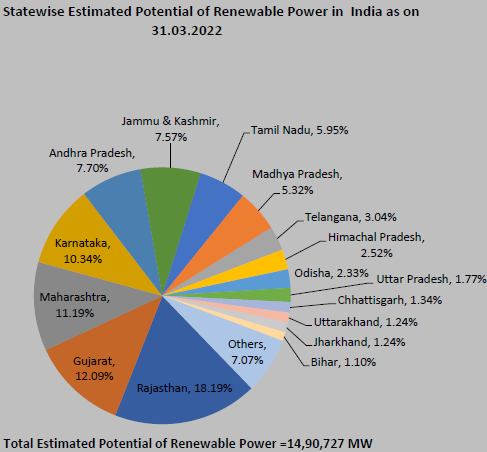 Statewise Estimated Potential of Renewable Power in India as on
31.03.2022
Jammu & Kashmir,
7.57%
Tamil Nadu, 5.95%
Andhra Pradesh,
7.70%
Madhya Pradesh,
5.32%
Telangana, 3.04%
Himachal Pradesh,
2.52%
Karnataka,
10.34%
Odisha, 2.33%
Uttar Pradesh, 1.77%
Maharashtra,
11.19%
Chhattisgarh, 1.34%
Uttarakhand, 1.24%
Jharkhand, 1.24%
Others,
7.07%
Bihar, 1.10%
Gujarat,
12.09%
Rajasthan, 18.19%
Total Estimated Potential of Renewable Power =14,90,727 MW